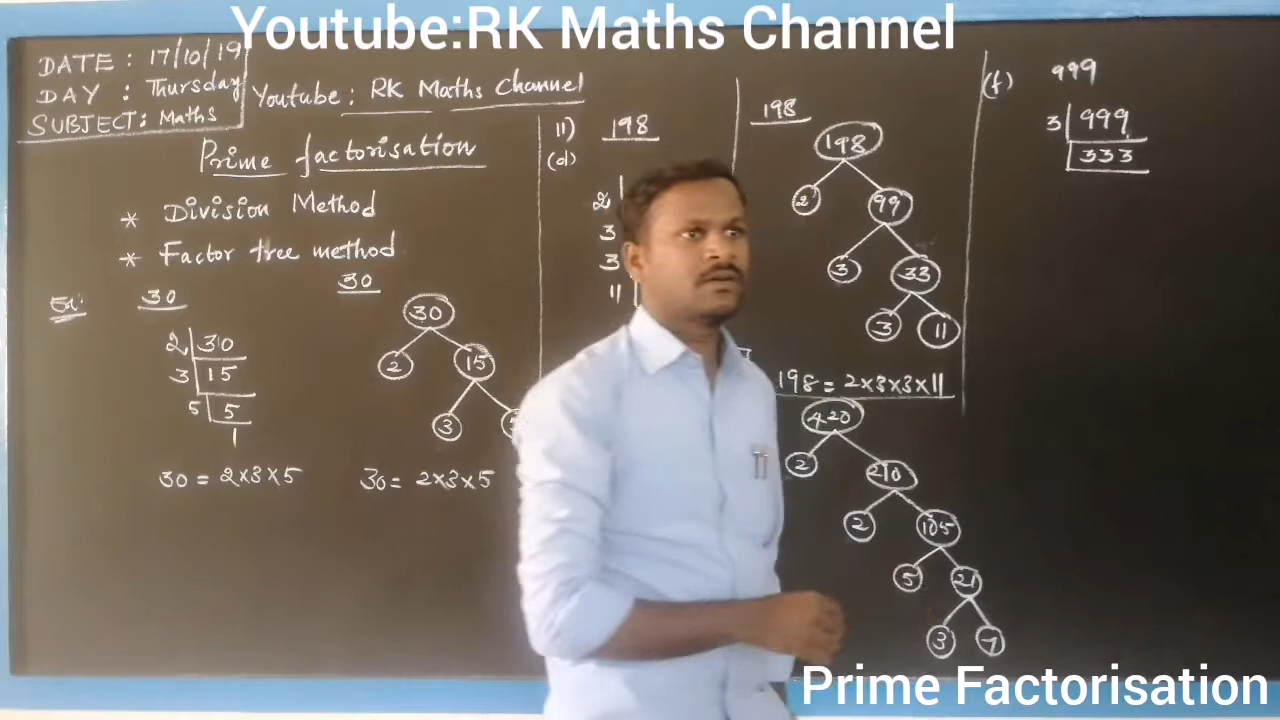 Youtube:RK Maths Channel
DATE : 17/10/19
DAY : Thursday
SUBJECT: Maths
Youtube : RK Maths Channel
Prime factorisation
* Division Method
* Factor tree method
Ex:
30
2 30
3 15
5 5
1
30 = 2×3×5
30
30
2 15
3
30 = 2×3×5
11)
(d)
198
2
3
3
11
198
198
2 99
3 33
3 11
198 = 2×3×3×11
420
2 210
2 105
5 21
3 7
(f) 999
3 999
333
Prime Factorisation